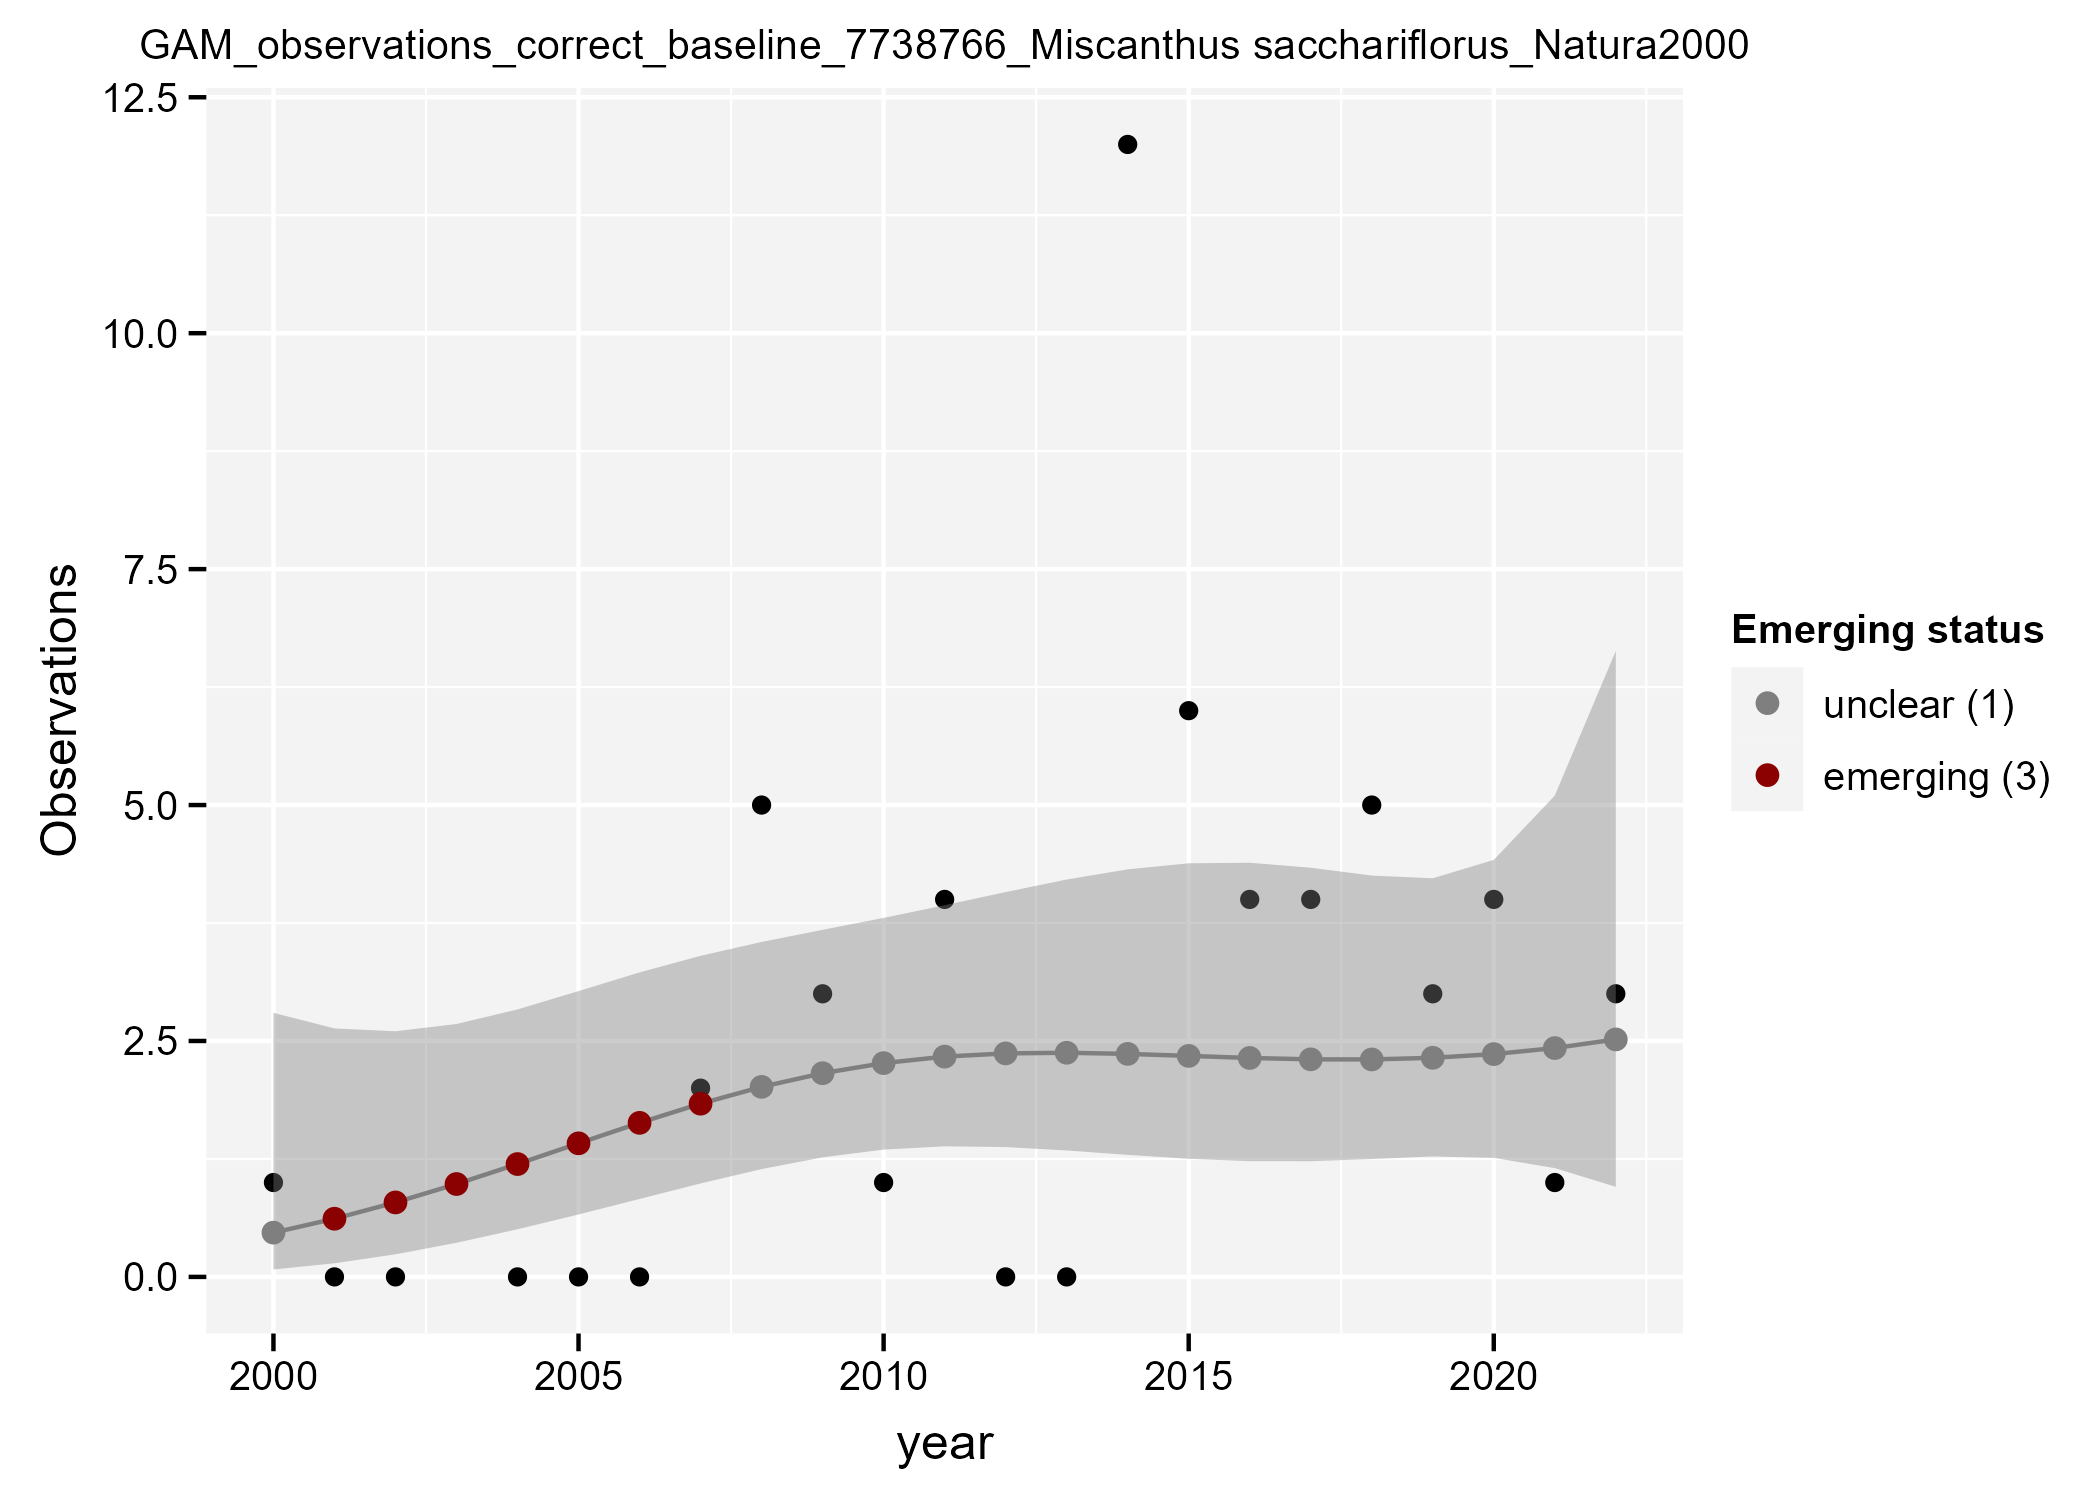 GAM_observations_correct_baseline_7738766_Miscanthus sacchariflorus_Natura2000
12.5
10.0
7.5
5.0
2.5
0.0
Observations
2000
2005
2010
2015
2020
year
Emerging status
unclear (1)
emerging (3)